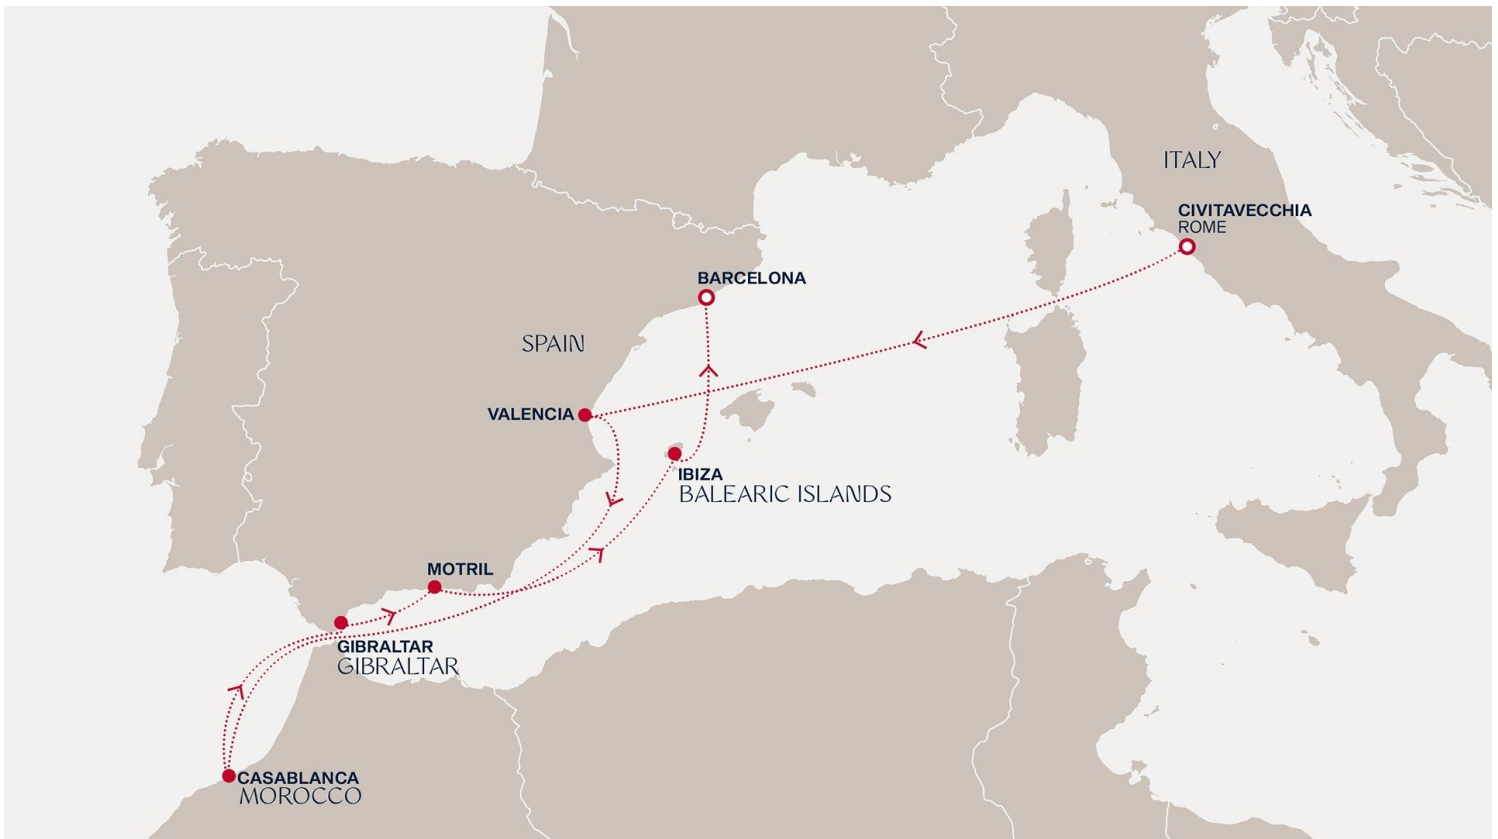 ITALY
CIVITAVECCHIA
ROME
BARCELONA
SPAIN
VALENCIA
IBIZA
BALEARIC ISLANDS
MOTRIL
GIBRALTAR
GIBRALTAR
CASABLANCA
MOROCCO